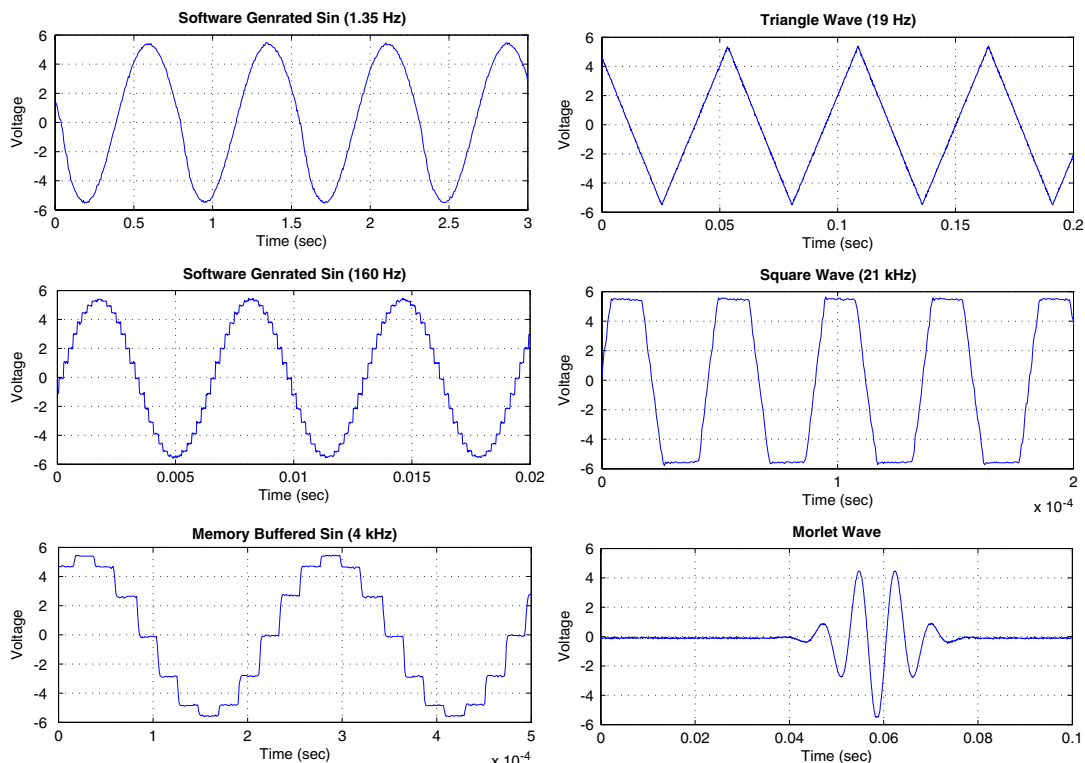 Software Genrated Sin (1.35 Hz)
6
4
2
0
-2
-4
-6
Voltage
0 0.5 1 1.5 2 2.5 3
Time (sec)
Triangle Wave (19 Hz)
6
4
2
0
-2
-4
-6
Voltage
0 0.05 0.1 0.15 0.2
Time (sec)
Software Genrated Sin (160 Hz)
6
4
2
0
-2
-4
-6
Voltage
0 0.005 0.01 0.015 0.02
Time (sec)
Square Wave (21 kHz)
6
4
2
0
-2
-4
-6
Voltage
0 1 2
Time (sec)
x 10-4
Memory Buffered Sin (4 kHz)
6
4
2
0
-2
-4
-6
Voltage
0 1 2 3 4 5
Time (sec)
x 10-4
Morlet Wave
6
4
2
0
-2
-4
-6
Voltage
0 0.02 0.04 0.06 0.08 0.1
Time (sec)